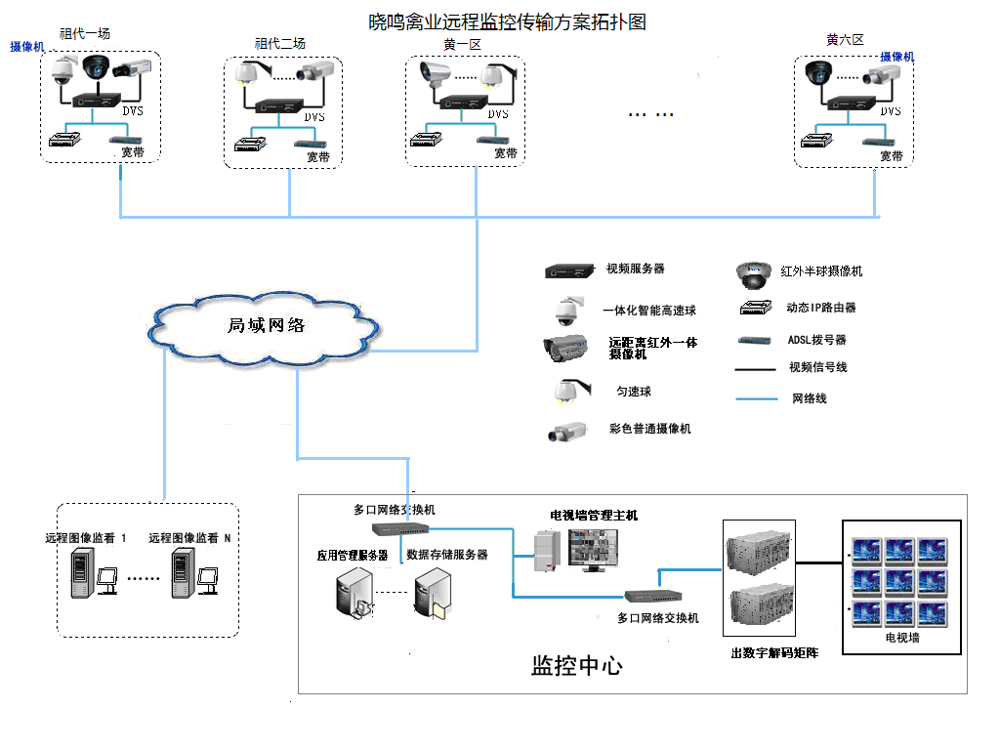 晓鸣禽业远程监控传输方案拓扑图
祖代一场
祖代二场
黄一区
黄六区
摄像机
摄像机
DVS
DVS
DVS
DVS
宽带
宽带
宽带
宽带
... ...
局域网络
视频服务器
红外半球摄像机
一体化智能高速球
动态IP路由器
远距离红外一体
摄像机
ADSL拨号器
视频信号线
匀速球
网络线
彩色普通摄像机
远程图像监看 1
远程图像监看 N
......
多口网络交换机
电视墙管理主机
应用管理服务器
数据存储服务器
多口网络交换机
电视墙
出数字解码矩阵
监控中心